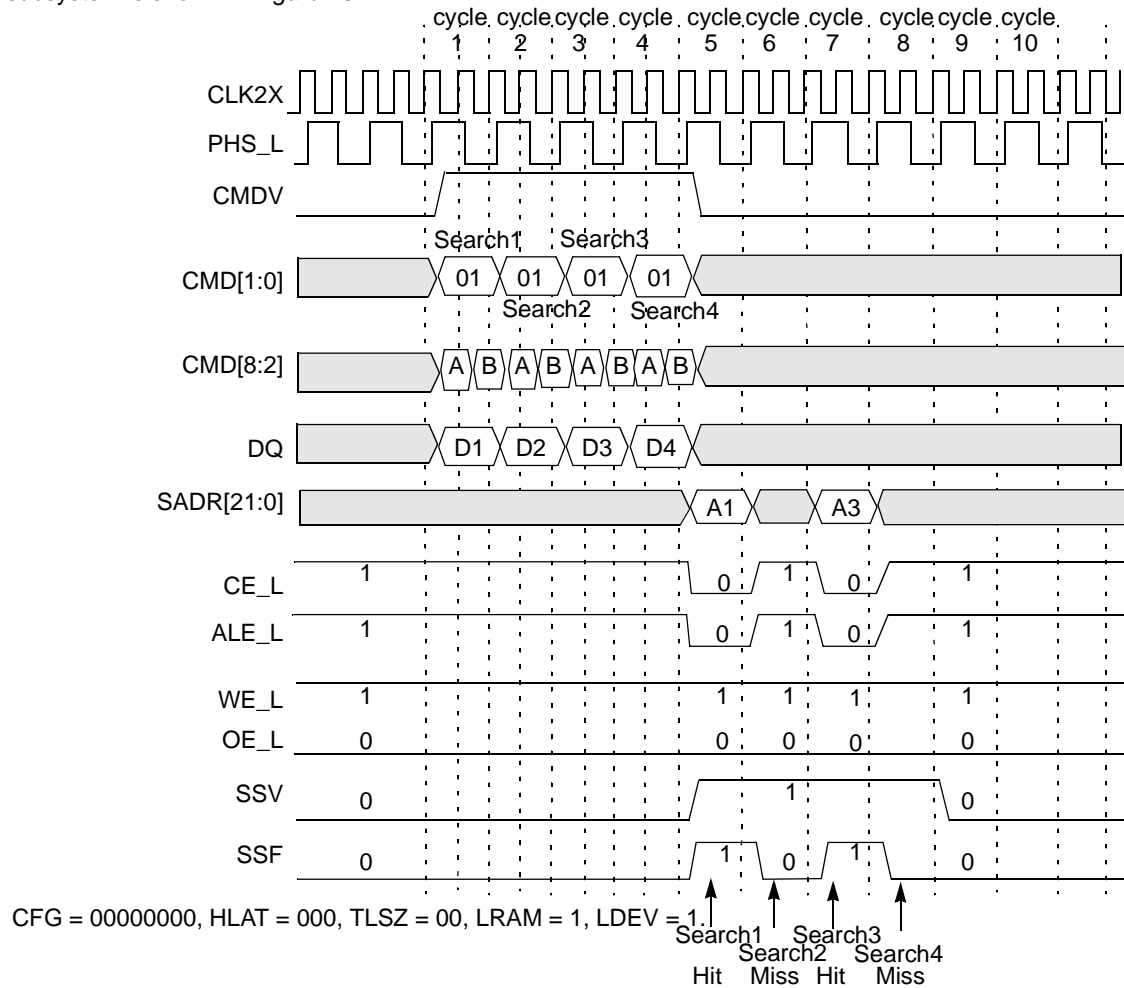 cycle cycle cycle cycle cycle cycle cycle cycle cycle cycle
1 2 3 4 5 6 7 8 9 10
CLK2X
PHS_L
CMDV
Search1 Search3
CMD[1:0] 01 01 01 01
Search2 Search4
CMD[8:2] A B A B A B A B
DQ D1 D2 D3 D4
SADR[21:0] A1 A3
CE_L 1 0 1 0 1
ALE_L 1 0 1 0 1
WE_L 1 1 1 1 1
OE_L 0 0 0 0 0
SSV 0 1 0
SSF 0 1 0 1 0
CFG = 00000000, HLAT = 000, TLSZ = 00, LRAM = 1, LDEV = 1.
Search1 Search3
Search2 Search4
Hit Miss Hit Miss